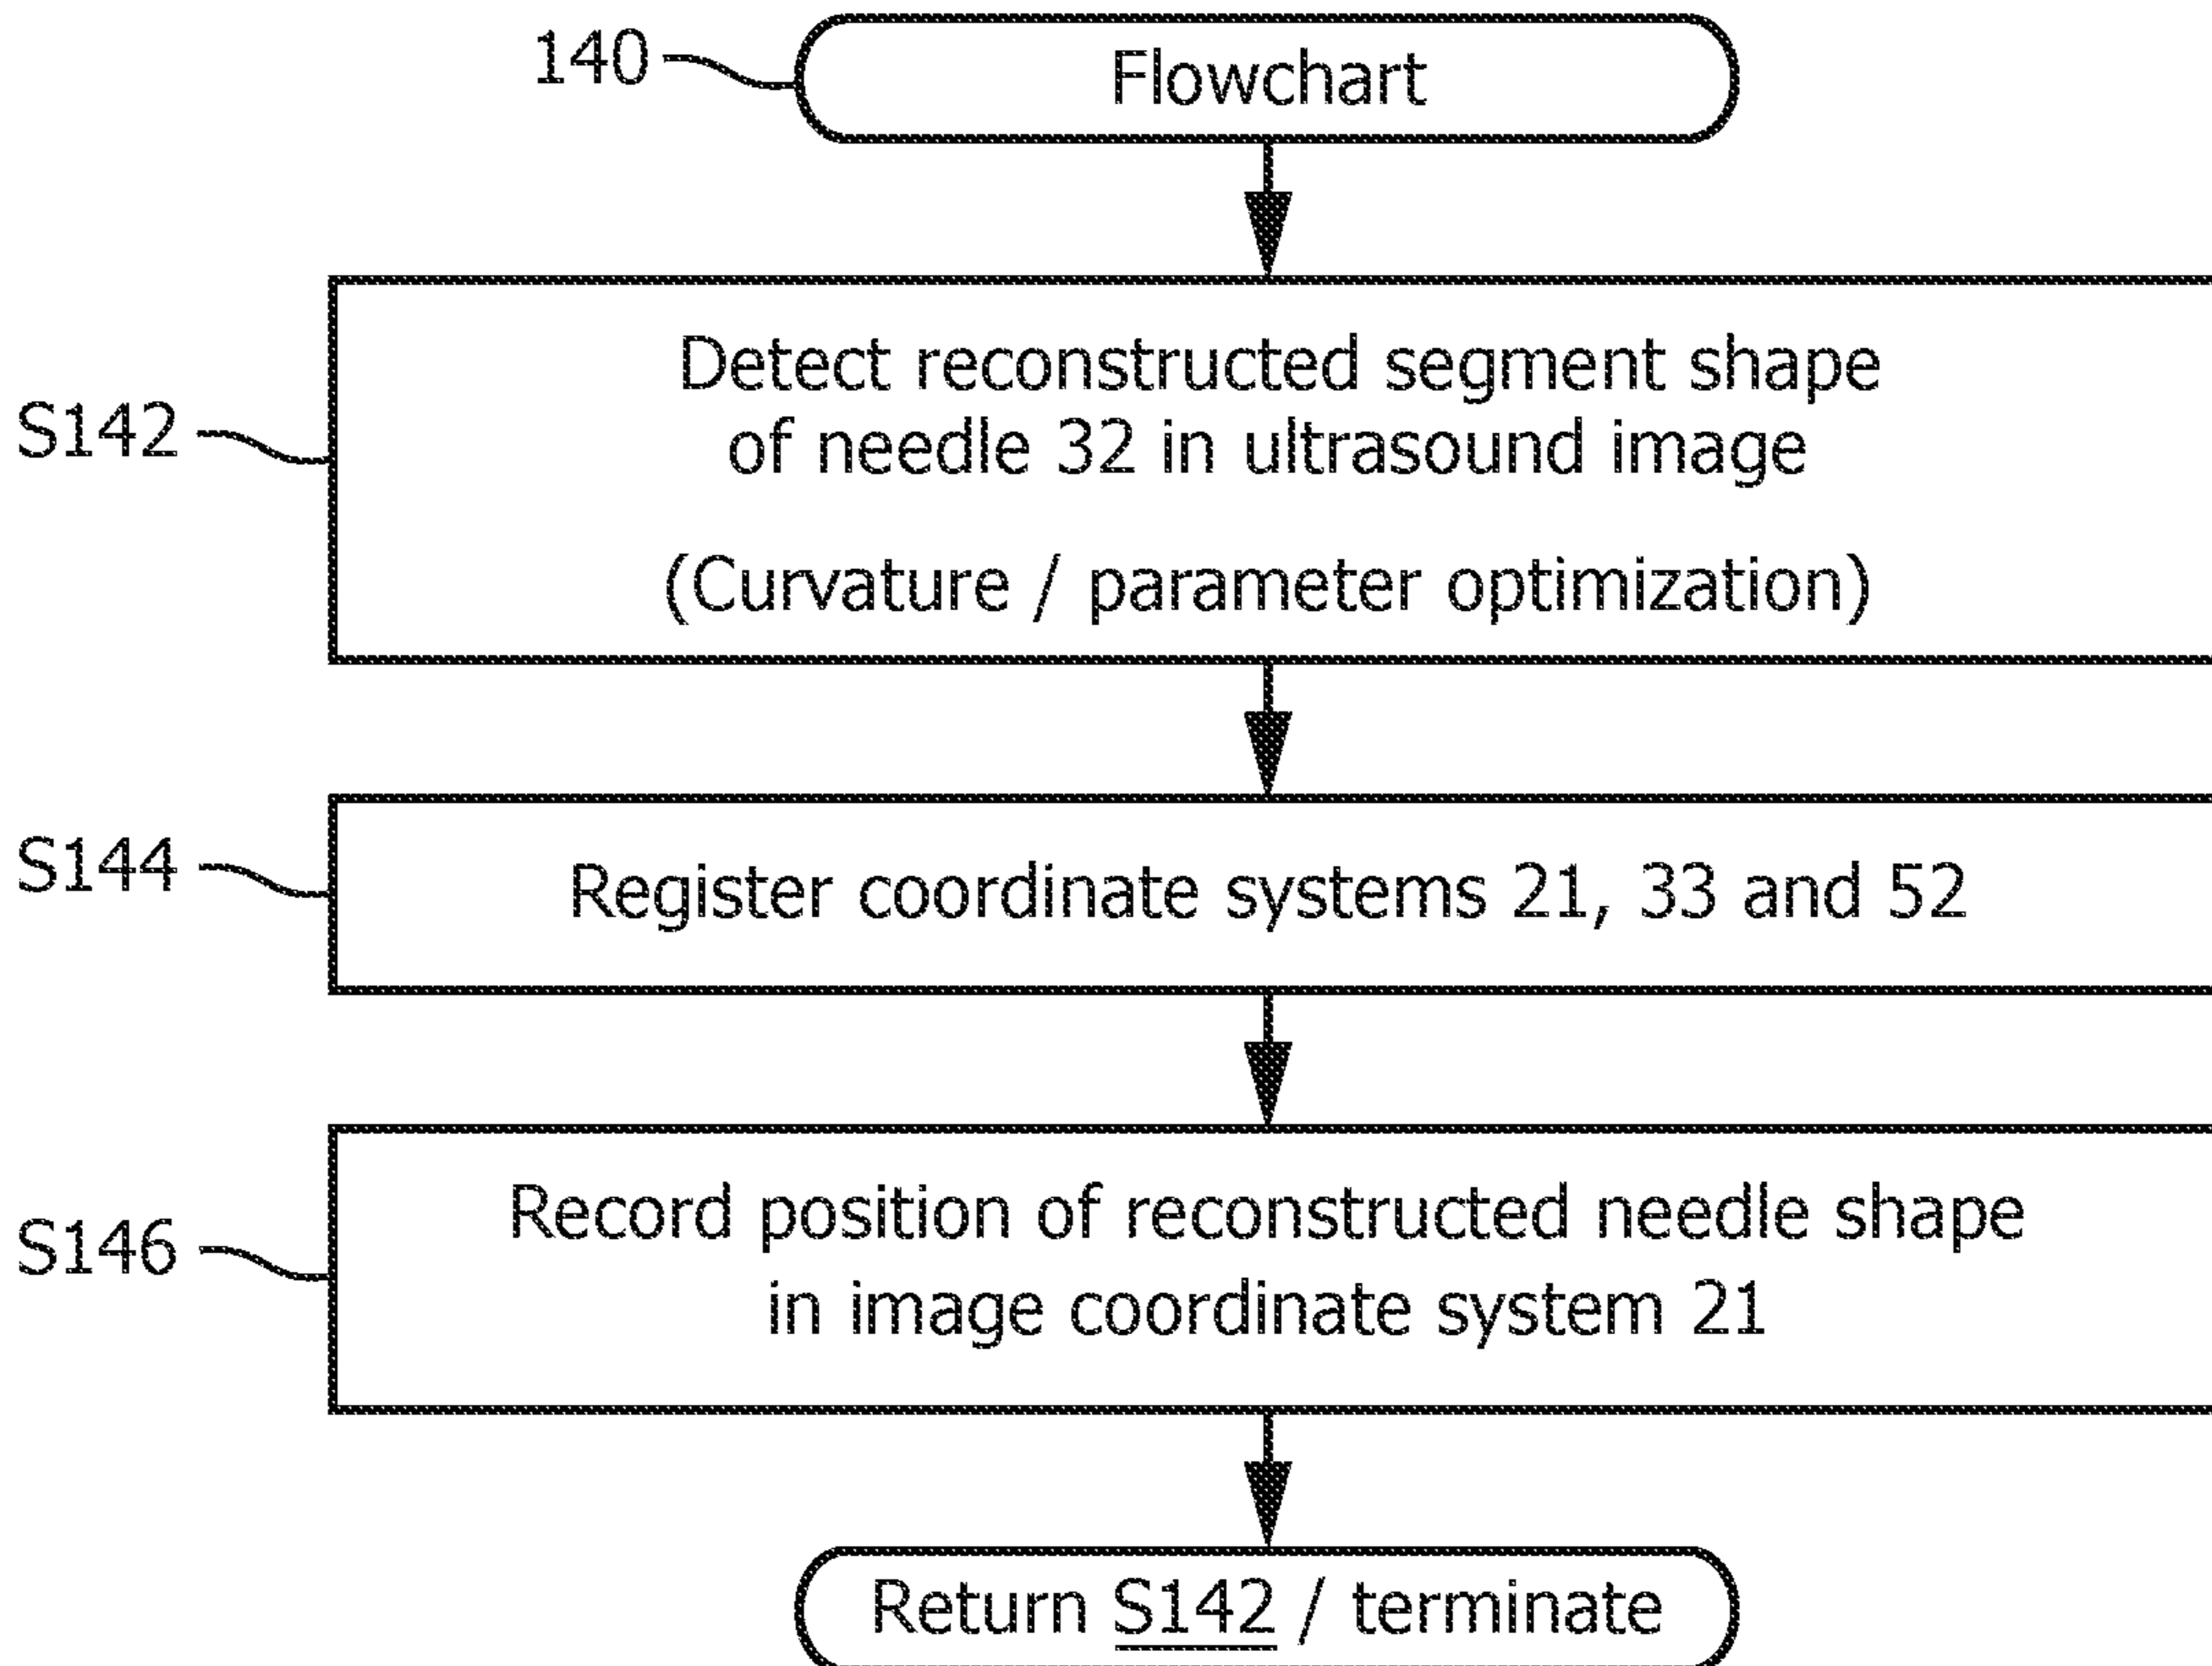 140
Flowchart
S142
Detect reconstructed segment shape
of needle 32 in ultrasound image
(Curvature / parameter optimization)
S144
Register coordinate systems 21, 33 and 52
S146
Record position of reconstructed needle shape
in image coordinate system 21
Return S142 / terminate